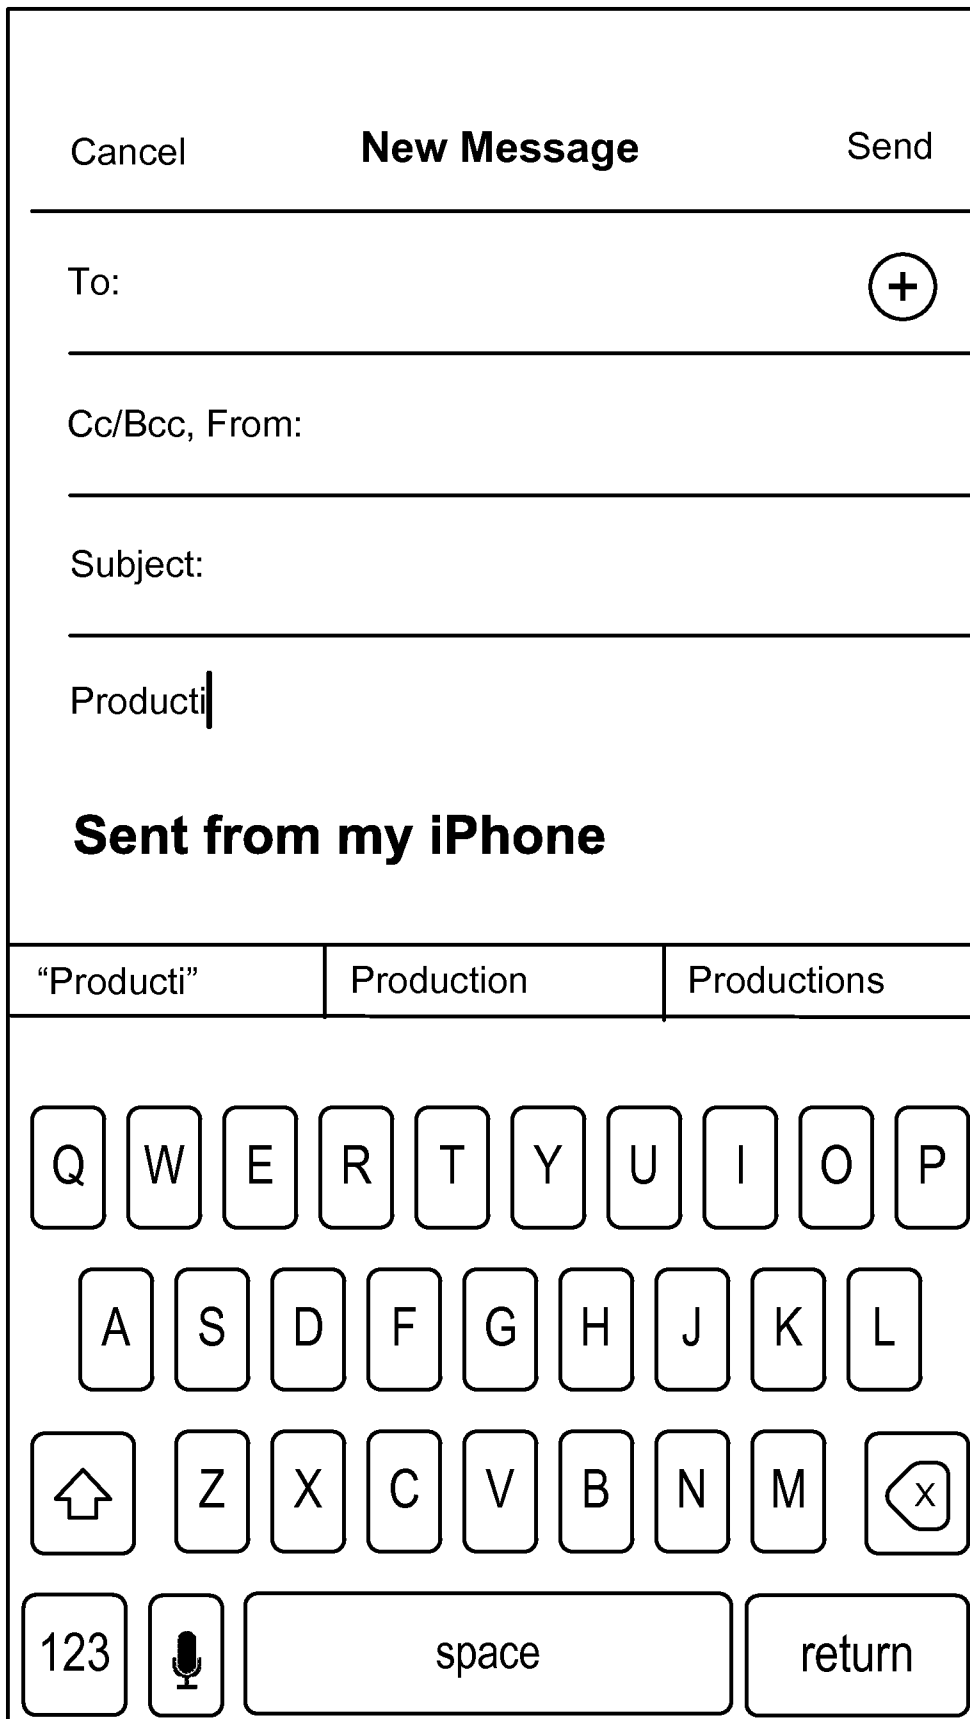 Cancel New Message Send
To: +
Cc/Bcc, From:
Subject:
Producti
Sent from my iPhone
“Producti” Production Productions
Q W E R T Y U I O P
A S D F G H J K L
Z X C V B N M X
123 space return